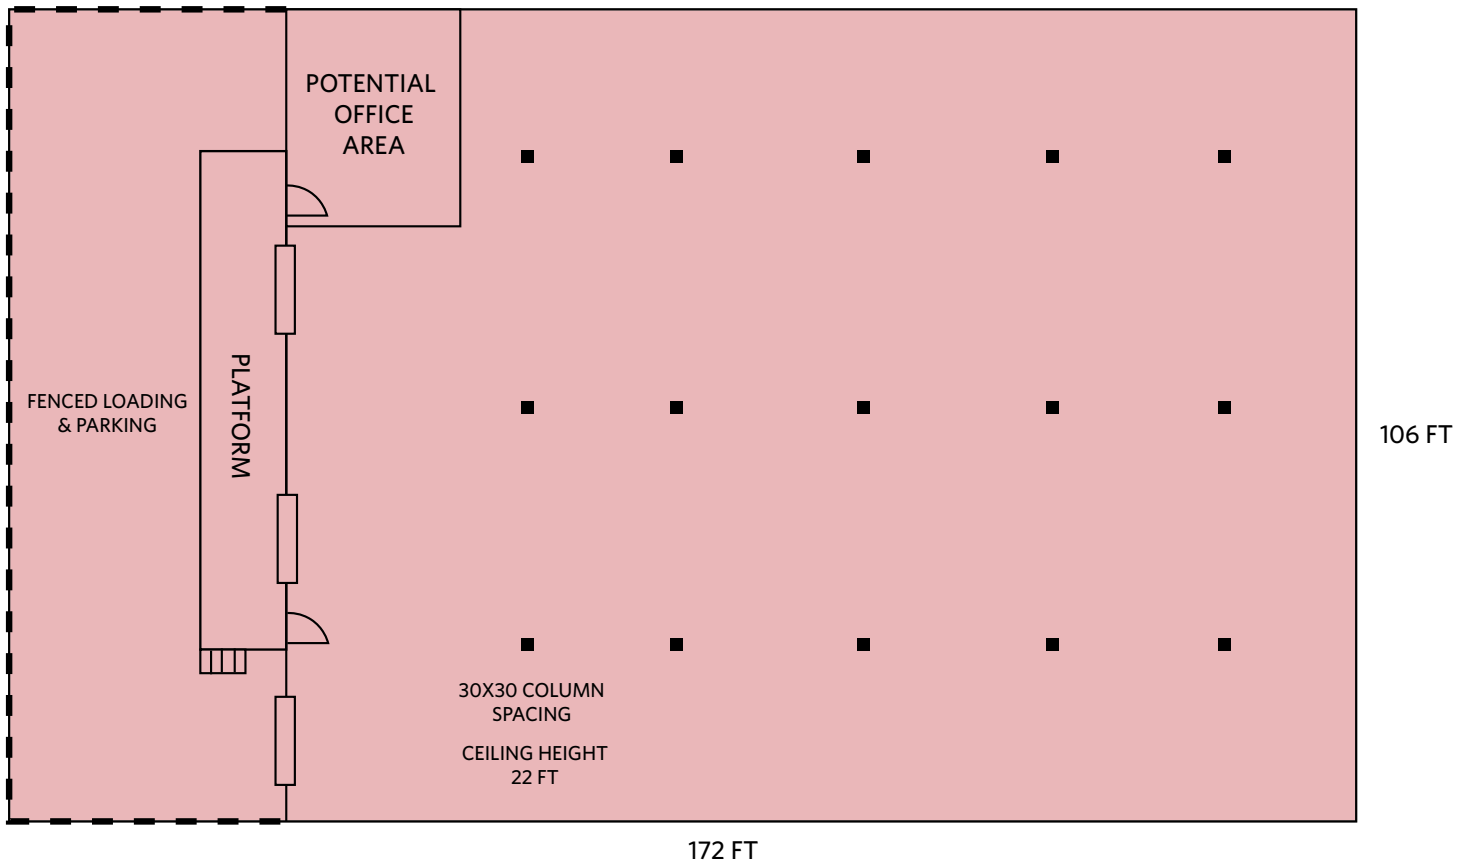 POTENTIAL
OFFICE
AREA
PLATFORM
FENCED LOADING
& PARKING
106 FT
30X30 COLUMN
SPACING
CEILING HEIGHT
22 FT
172 FT